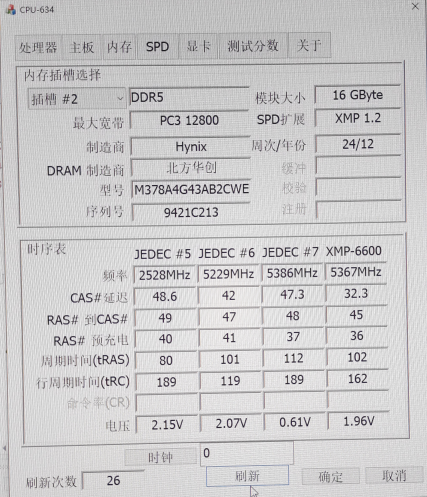 CPU-634
处理器 主板 内存 SPD 显卡 测试分数 关于
内存插槽选择
插槽 #2 DDR5 模块大小 16 GByte
最大宽带 PC3 12800 SPD扩展 XMP 1.2
制造商 Hynix 周次/年份 24/12
DRAM 制造商 北方华创 缓冲
型号 M378A4G43AB2CWE 校验
序列号 9421C213 注册
时序表
JEDEC #5 JEDEC #6 JEDEC #7 XMP-6600
频率 2528MHz 5229MHz 5386MHz 5367MHz
CAS#延迟 48.6 42 47.3 32.3
RAS# 到CAS# 49 47 48 45
RAS# 预充电 40 41 37 36
周期时间(tRAS) 80 101 112 102
行周期时间(tRC) 189 119 189 162
命令率(CR)
电压 2.15V 2.07V 0.61V 1.96V
时钟 0
刷新次数 26 刷新 确定 取消